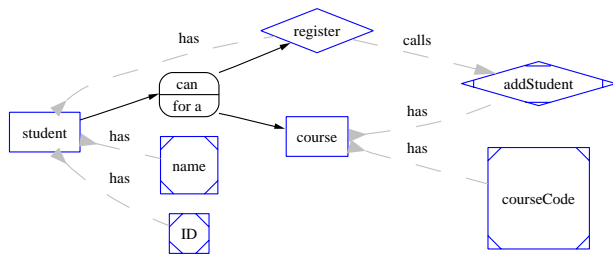 has
register
calls
can
for a
addStudent
student
has
has
course
has
name
has
courseCode
ID